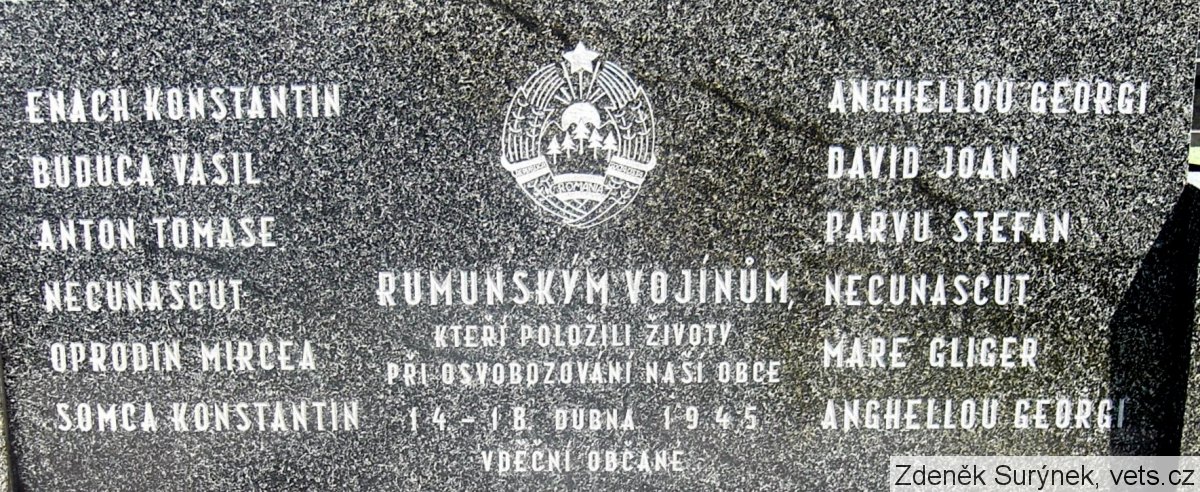 ENACH KONSTANTIN
BUDUCA VASIL
ANTON TOMASE
NECUNASCUT
OPRODIN MIRCEA
SOMCA KONSTANTIN
ROMANIA
RUMUNSKÝM VOJÍNŮM,
KTEŘÍ POLOŽILI ŽIVOTY
PŘI OSVOBOZOVÁNÍ NAŠÍ OBCE
14.-18. DUBNA 1945
VDĚČNÍ OBČANÉ
ANGHELLOU GEORGI
DAVID JOAN
PARVU STEFAN
NECUNASCUT
MARE GLIGER
ANGHELLOU GEORGI
Zdeněk Surýnek, vets.cz